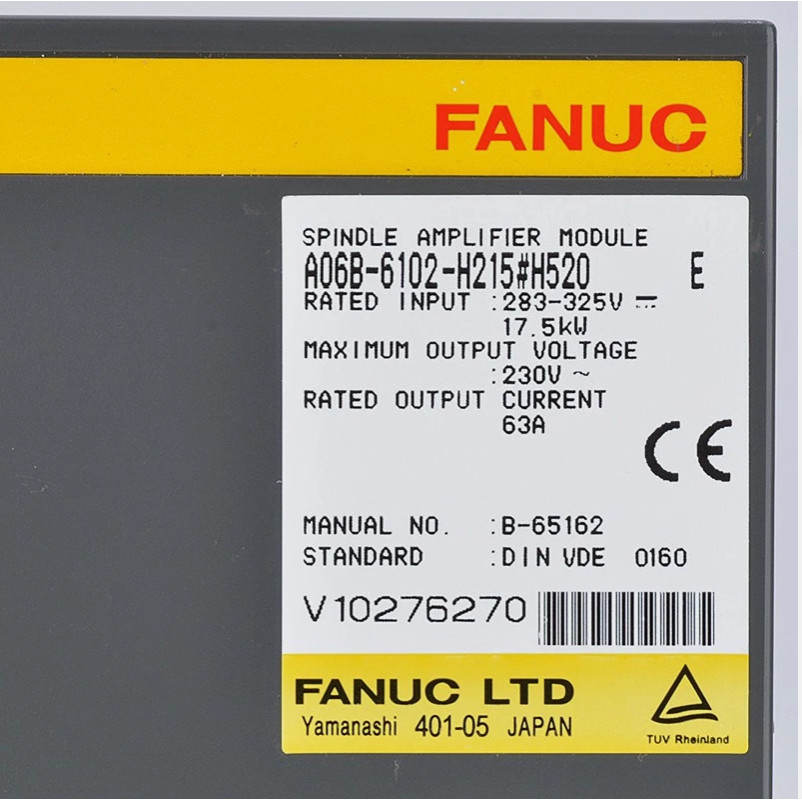 FANUC
SPINDLE AMPLIFIER MODULE
A06B-6102-H215#H520 E
RATED INPUT :283-325V ⎓
17.5kW
MAXIMUM OUTPUT VOLTAGE
:230V ~
RATED OUTPUT CURRENT
63A
CE
MANUAL NO. :B-65162
STANDARD :DIN VDE 0160
V10276270
FANUC LTD
Yamanashi 401-05 JAPAN
TUV Rheinland